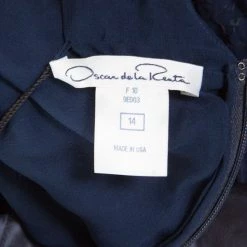 Oscar de la Renta
F 10
9E003
14
MADE IN USA